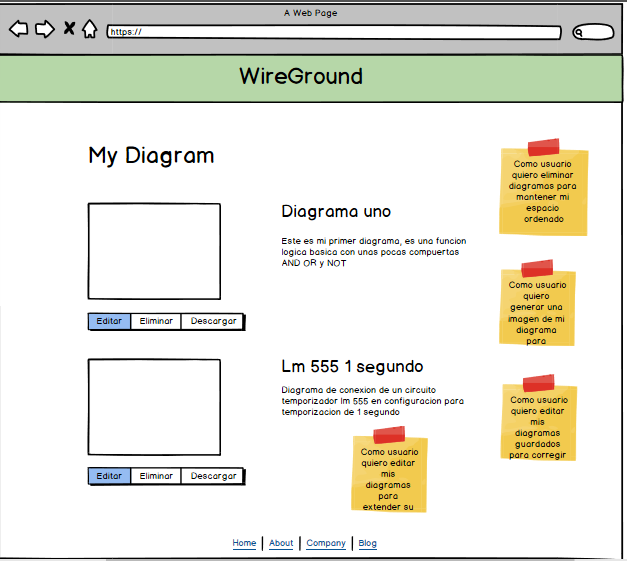 A Web Page
https://
WireGround
My Diagram
Diagrama uno
Este es mi primer diagrama, es una funcion
logica basica con unas pocas compuertas
AND OR y NOT
Editar Eliminar Descargar
Lm 555 1 segundo
Diagrama de conexion de un circuito
temporizador lm 555 en configuracion para
temporizacion de 1 segundo
Editar Eliminar Descargar
Como usuario
quiero eliminar
diagramas para
mantener mi
espacio
ordenado
Como usuario
quiero
generar una
imagen de mi
diagrama
para
Como usuario
quiero editar
mis
diagramas
guardados
para corregir
Como usuario
quiero editar
mis
diagramas
para
extender su
Home | About | Company | Blog